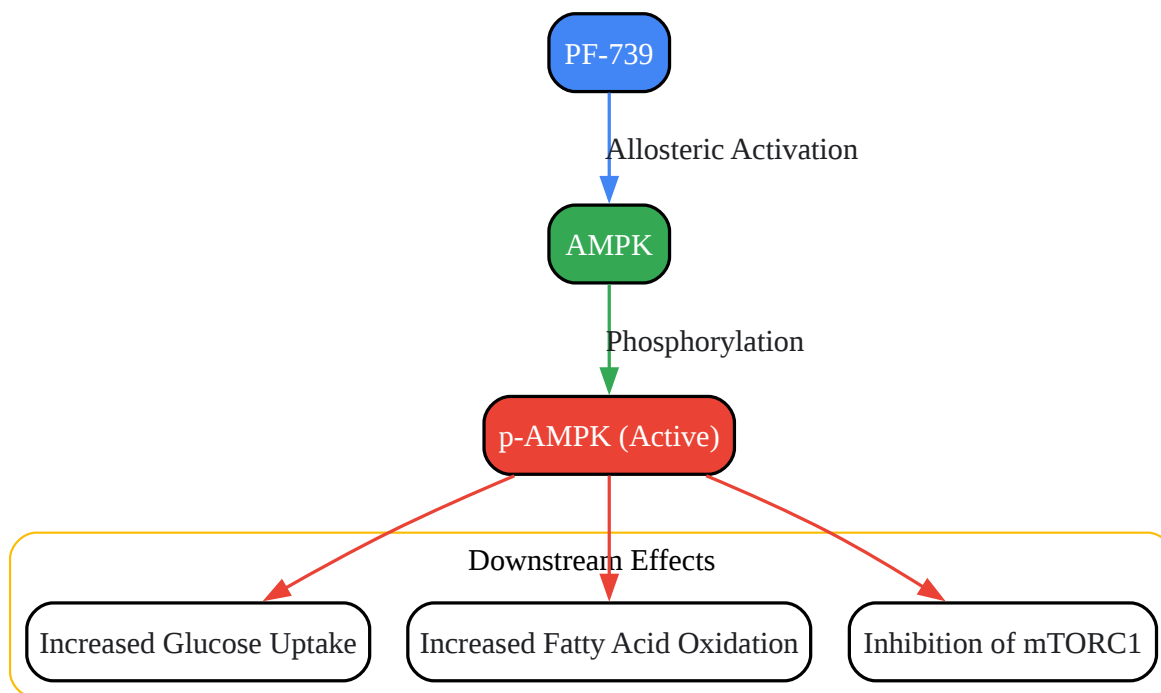 PF-739
Allosteric Activation
AMPK
Phosphorylation
p-AMPK (Active)
Downstream Effects
Increased Glucose Uptake
Increased Fatty Acid Oxidation
Inhibition of mTORC1